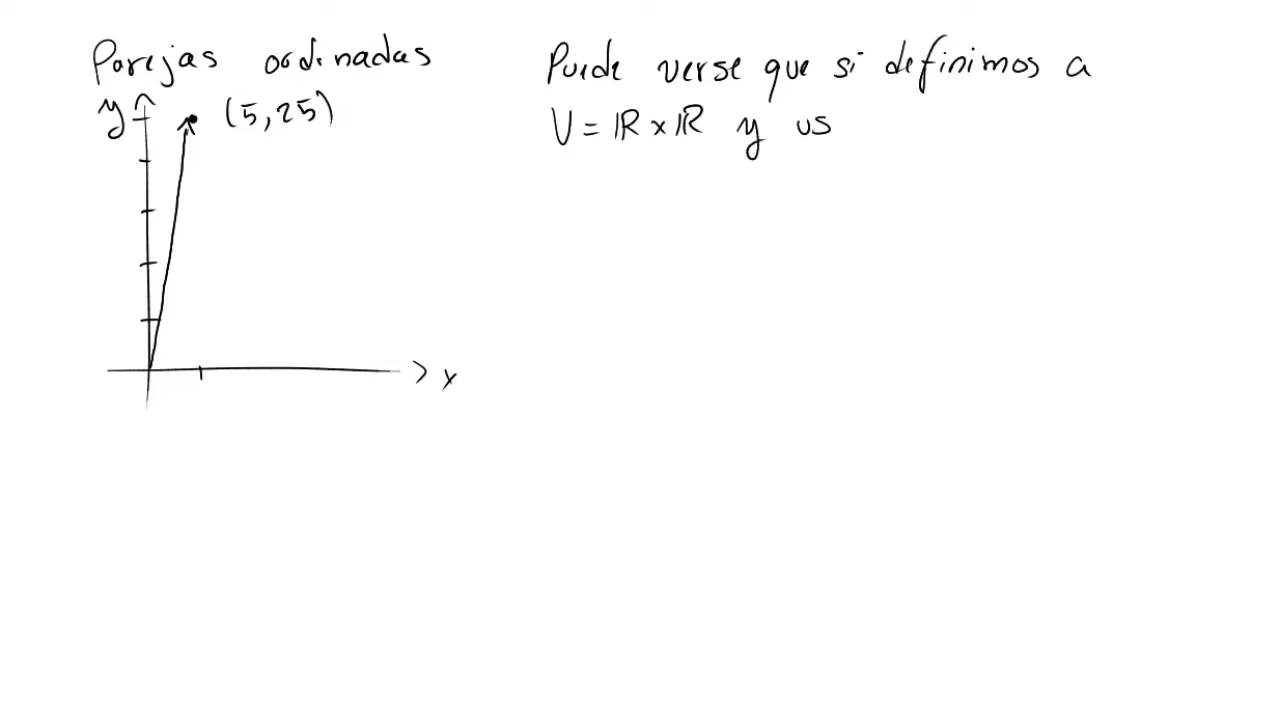 Parejas ordenadas
y (5,25)
x
Puede verse que si definimos a
V = ℝ x ℝ y us